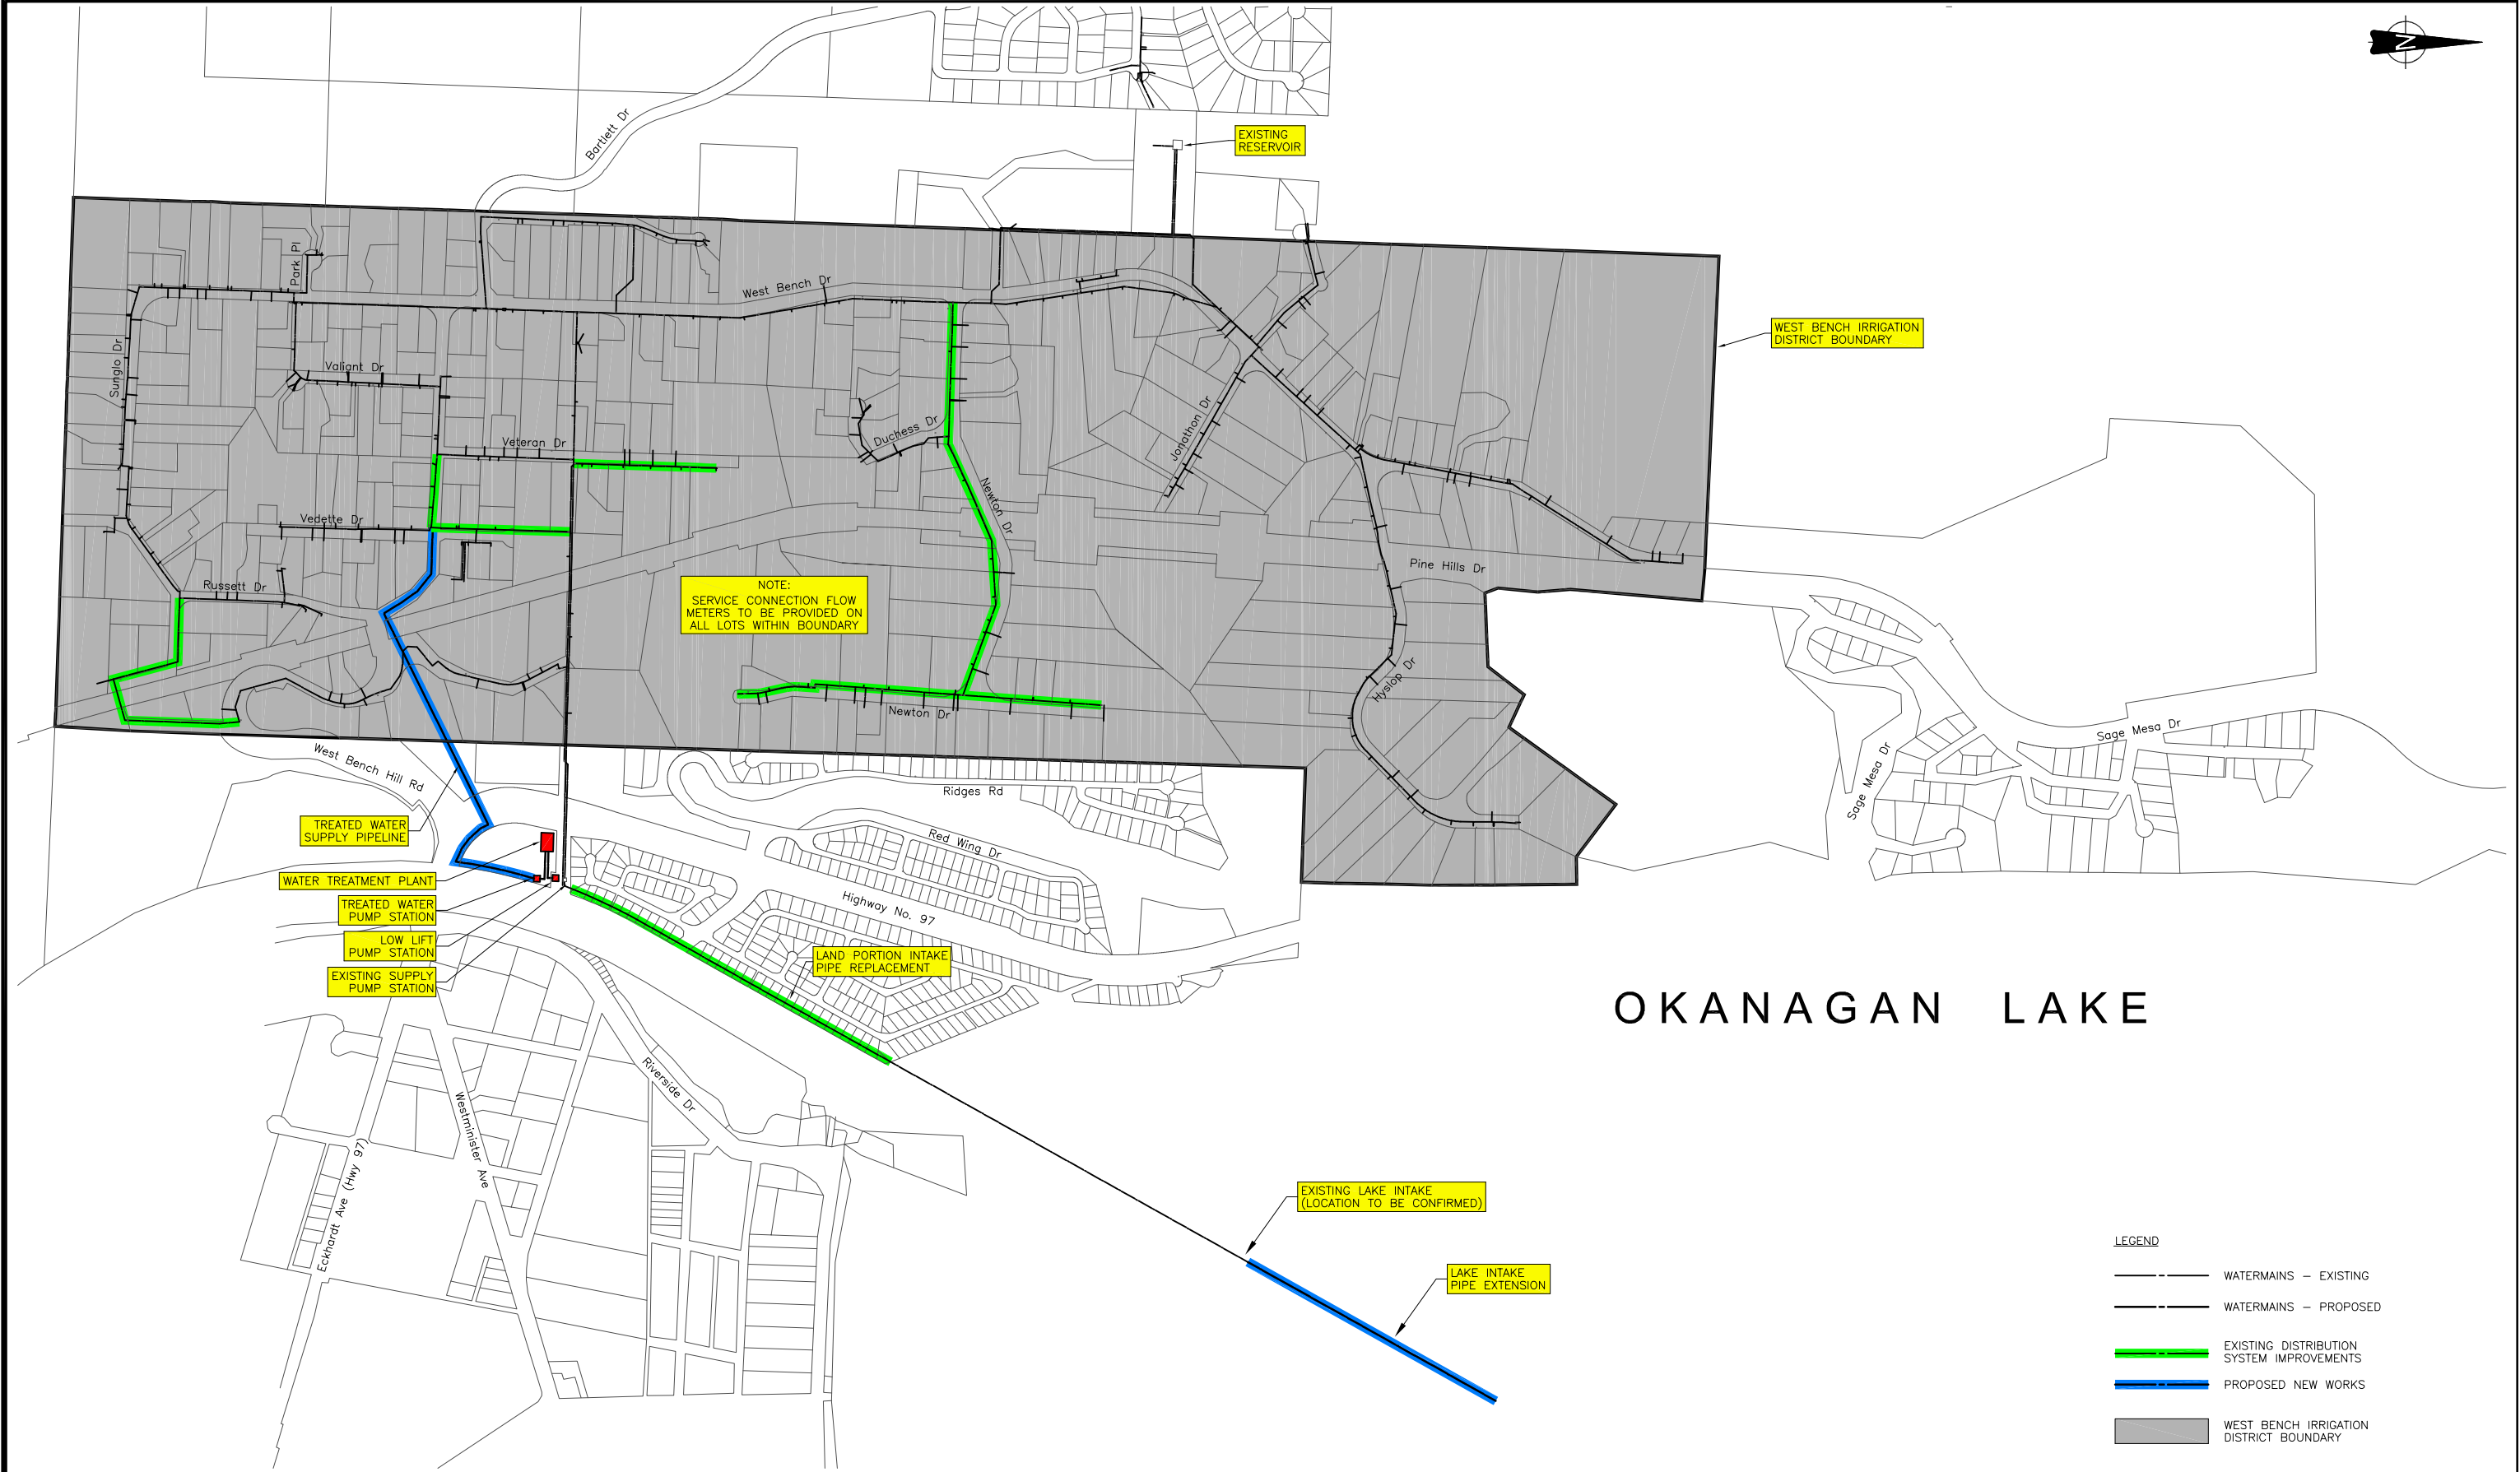 N
Bartlett Dr
EXISTING
RESERVOIR
Park Pl
West Bench Dr
WEST BENCH IRRIGATION
DISTRICT BOUNDARY
Sunglo Dr
Valiant Dr
Veteran Dr
Duchess Dr
Jonathon Dr
Newton Dr
Vedette Dr
Russett Dr
Pine Hills Dr
NOTE:
SERVICE CONNECTION FLOW
METERS TO BE PROVIDED ON
ALL LOTS WITHIN BOUNDARY
Hyslop Dr
Newton Dr
West Bench Hill Rd
Ridges Rd
Sage Mesa Dr
Sage Mesa Dr
TREATED WATER
SUPPLY PIPELINE
Red Wing Dr
WATER TREATMENT PLANT
Highway No. 97
TREATED WATER
PUMP STATION
LOW LIFT
PUMP STATION
LAND PORTION INTAKE
PIPE REPLACEMENT
EXISTING SUPPLY
PUMP STATION
OKANAGAN LAKE
Riverside Dr
Westminister Ave
Eckhardt Ave (Hwy 97)
EXISTING LAKE INTAKE
(LOCATION TO BE CONFIRMED)
LAKE INTAKE
PIPE EXTENSION
LEGEND
WATERMAINS – EXISTING
WATERMAINS – PROPOSED
EXISTING DISTRIBUTION
SYSTEM IMPROVEMENTS
PROPOSED NEW WORKS
WEST BENCH IRRIGATION
DISTRICT BOUNDARY